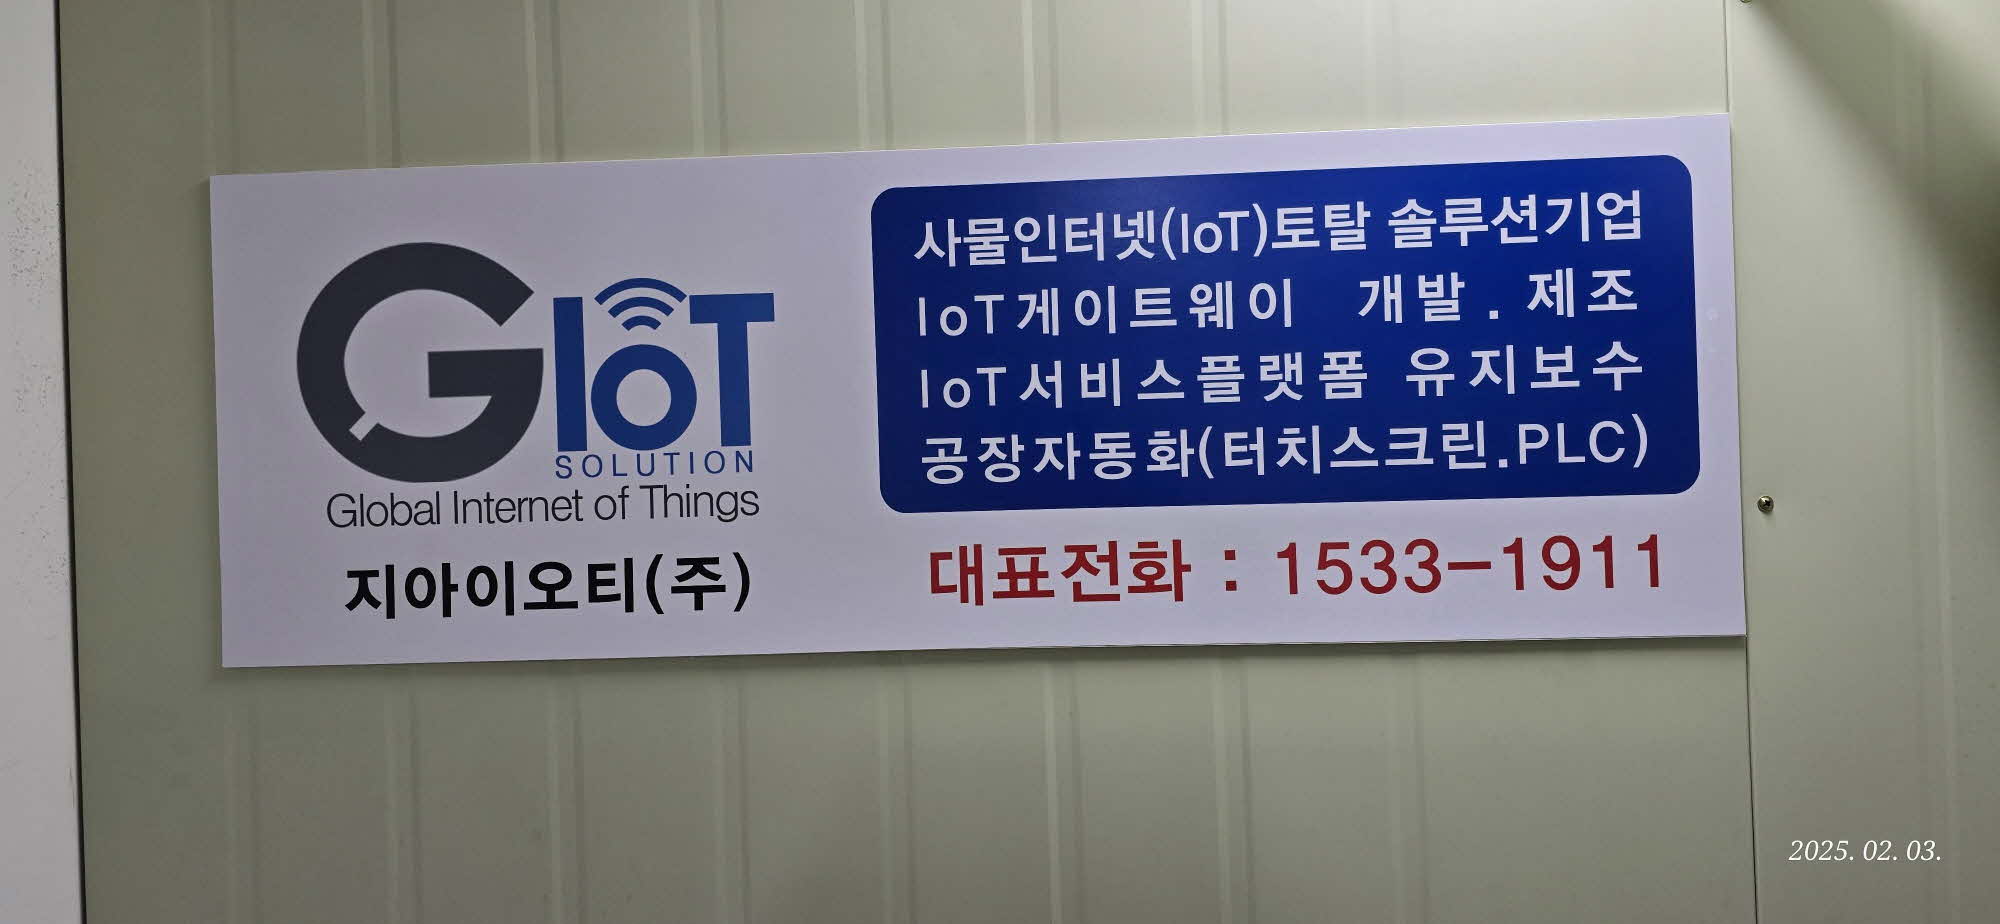 GIoT
SOLUTION
Global Internet of Things
지아이오티(주)
사물인터넷(IoT)토탈 솔루션기업
IoT게이트웨이 개발.제조
IoT서비스플랫폼 유지보수
공장자동화(터치스크린.PLC)
대표전화 : 1533-1911
2025. 02. 03.